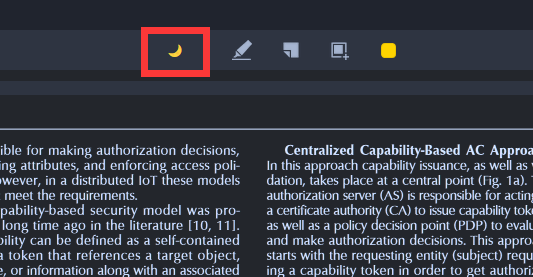 ible for making authorization decisions,
ing attributes, and enforcing access poli-
owever, in a distributed IoT these models
meet the requirements.
pability-based security model was pro-
long time ago in the literature [10, 11].
bility can be defined as a self-contained
a token that references a target object,
e, or information along with an associated
Centralized Capability-Based AC Approa
In this approach capability issuance, as well as v
dation, takes place at a central point (Fig. 1a). T
authorization server (AS) is responsible for acting
a certificate authority (CA) to issue capability toke
as well as a policy decision point (PDP) to evalu
and make authorization decisions. This approa
starts with the requesting entity (subject) requ
ing a capability token in order to get authori